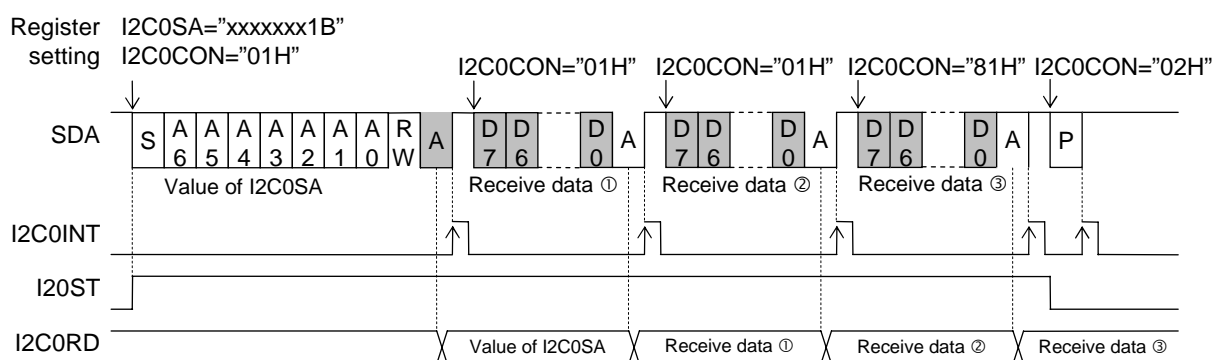 Register I2C0SA=”xxxxxxx1B”
setting I2C0CON=”01H” I2C0CON=”01H” I2C0CON=”01H” I2C0CON=”81H” I2C0CON=”02H”
SDA S A6 A5 A4 A3 A2 A1 A0 RW A D7 D6 D0 A D7 D6 D0 A D7 D6 D0 A P
Value of I2C0SA Receive data ① Receive data ② Receive data ③
I2C0INT
I20ST
I2C0RD Value of I2C0SA Receive data ① Receive data ② Receive data ③